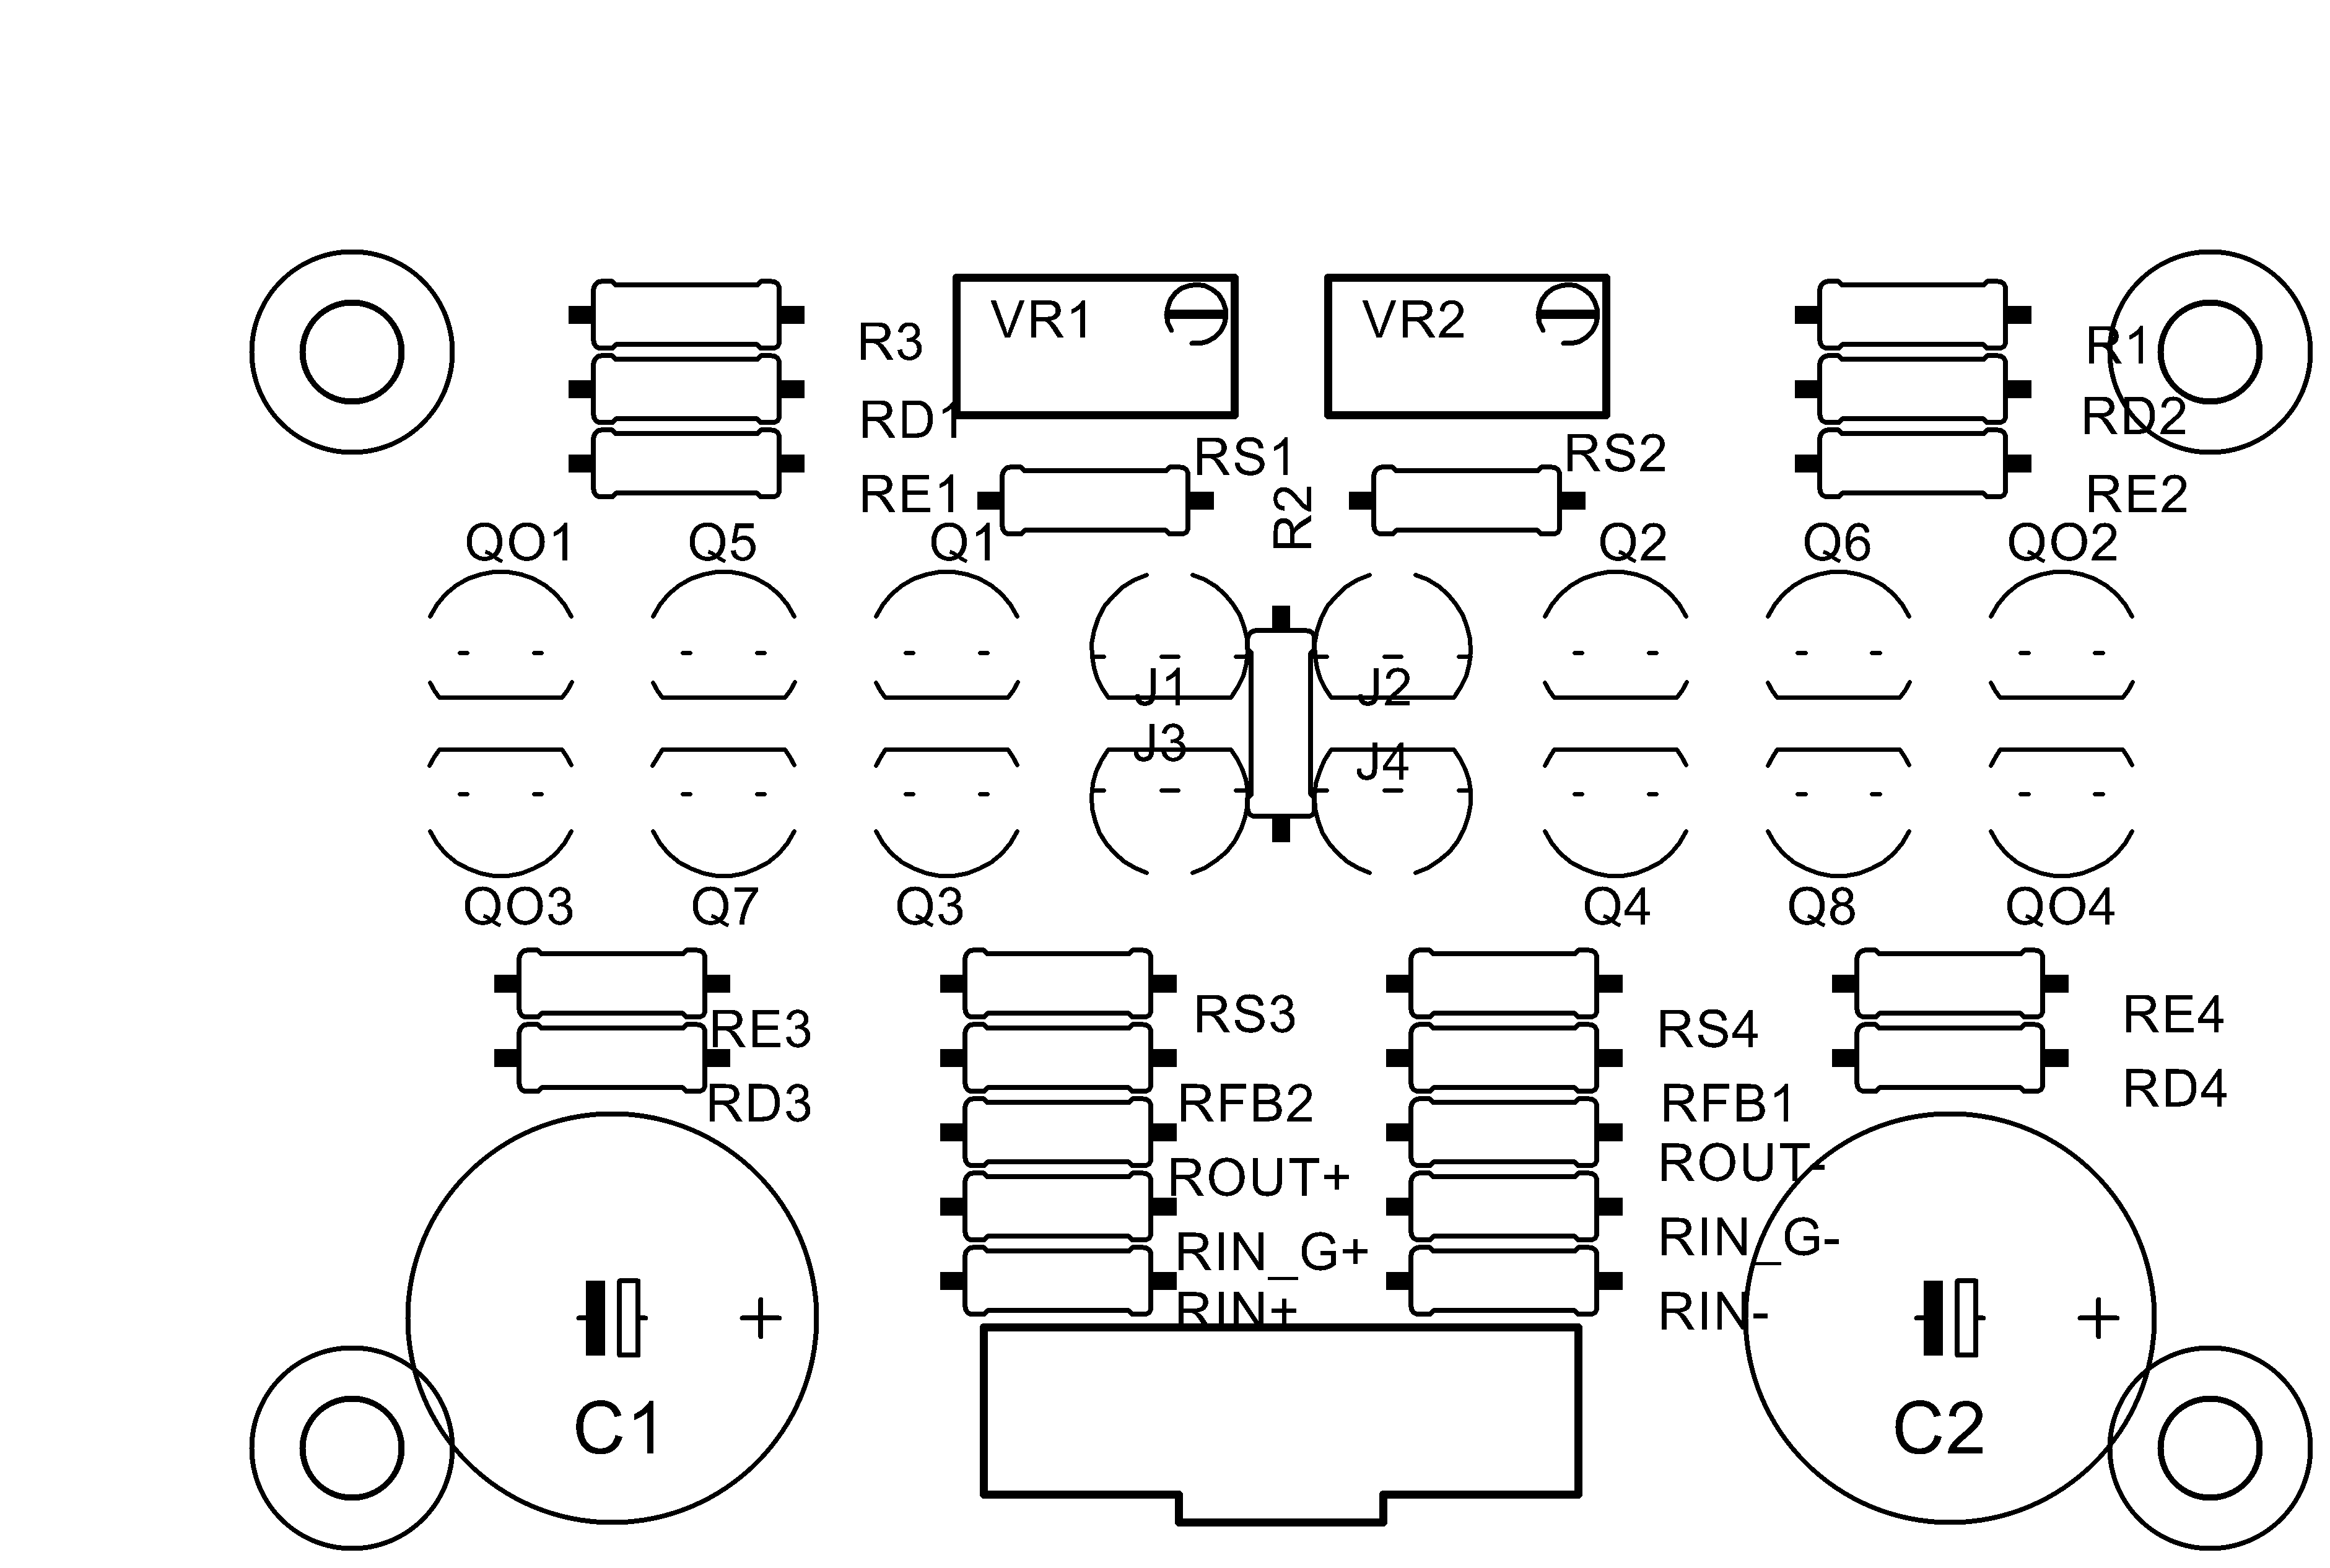 VR1 VR2
R3 R1
RD1 RD2
RS1 RS2
RE1 R2 RE2
QO1 Q5 Q1 Q2 Q6 QO2
J1 J2
J3 J4
QO3 Q7 Q3 Q4 Q8 QO4
RE3 RS3 RS4 RE4
RD3 RFB2 RFB1 RD4
ROUT+ ROUT-
RIN_G+ RIN_G-
RIN+ RIN-
+ +
C1 C2